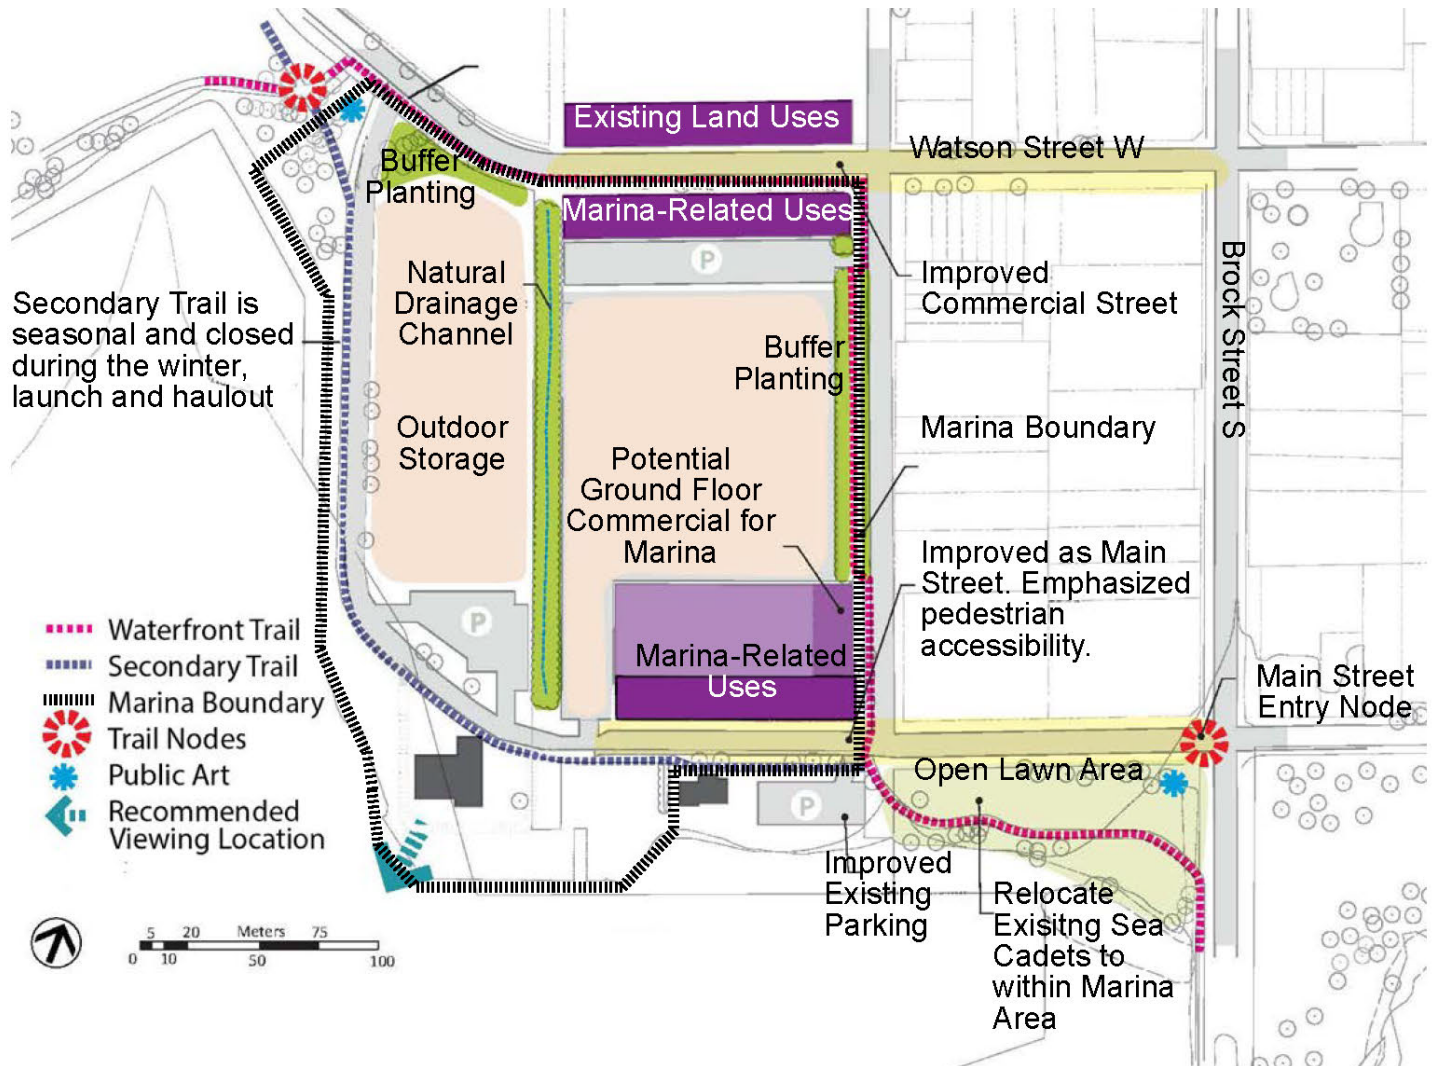 Existing Land Uses
Watson Street W
Buffer
Planting
Marina-Related Uses
P
Natural
Drainage
Channel
Improved
Commercial Street
Brock Street S
Secondary Trail is
seasonal and closed
during the winter,
launch and haulout
Buffer
Planting
Outdoor
Storage
Marina Boundary
Potential
Ground Floor
Commercial for
Marina
Improved as Main
Street. Emphasized
pedestrian
accessibility.
P
Marina-Related
Uses
Main Street
Entry Node
Waterfront Trail
Secondary Trail
Marina Boundary
Trail Nodes
Public Art
Recommended
Viewing Location
Open Lawn Area
P
Improved
Existing
Parking
Relocate
Exisitng Sea
Cadets to
within Marina
Area
5 20 Meters 75
0 10 50 100